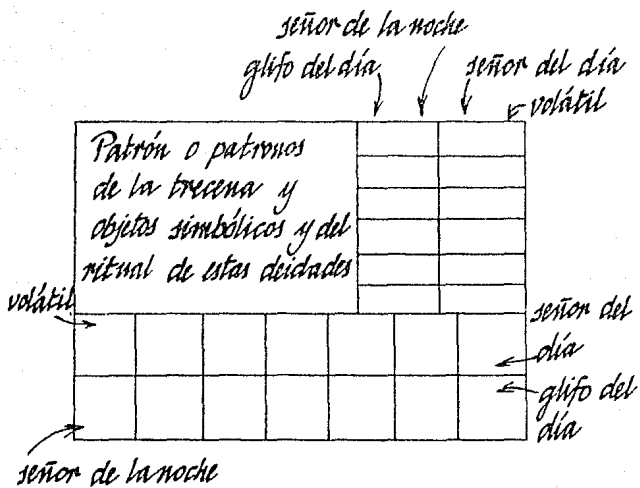 señor de la noche
glifo del día
señor del día
volátil
Patrón o patronos
de la trecena y
objetos simbólicos y del
ritual de estas deidades
volátil
señor del
día
glifo del
día
señor de la noche